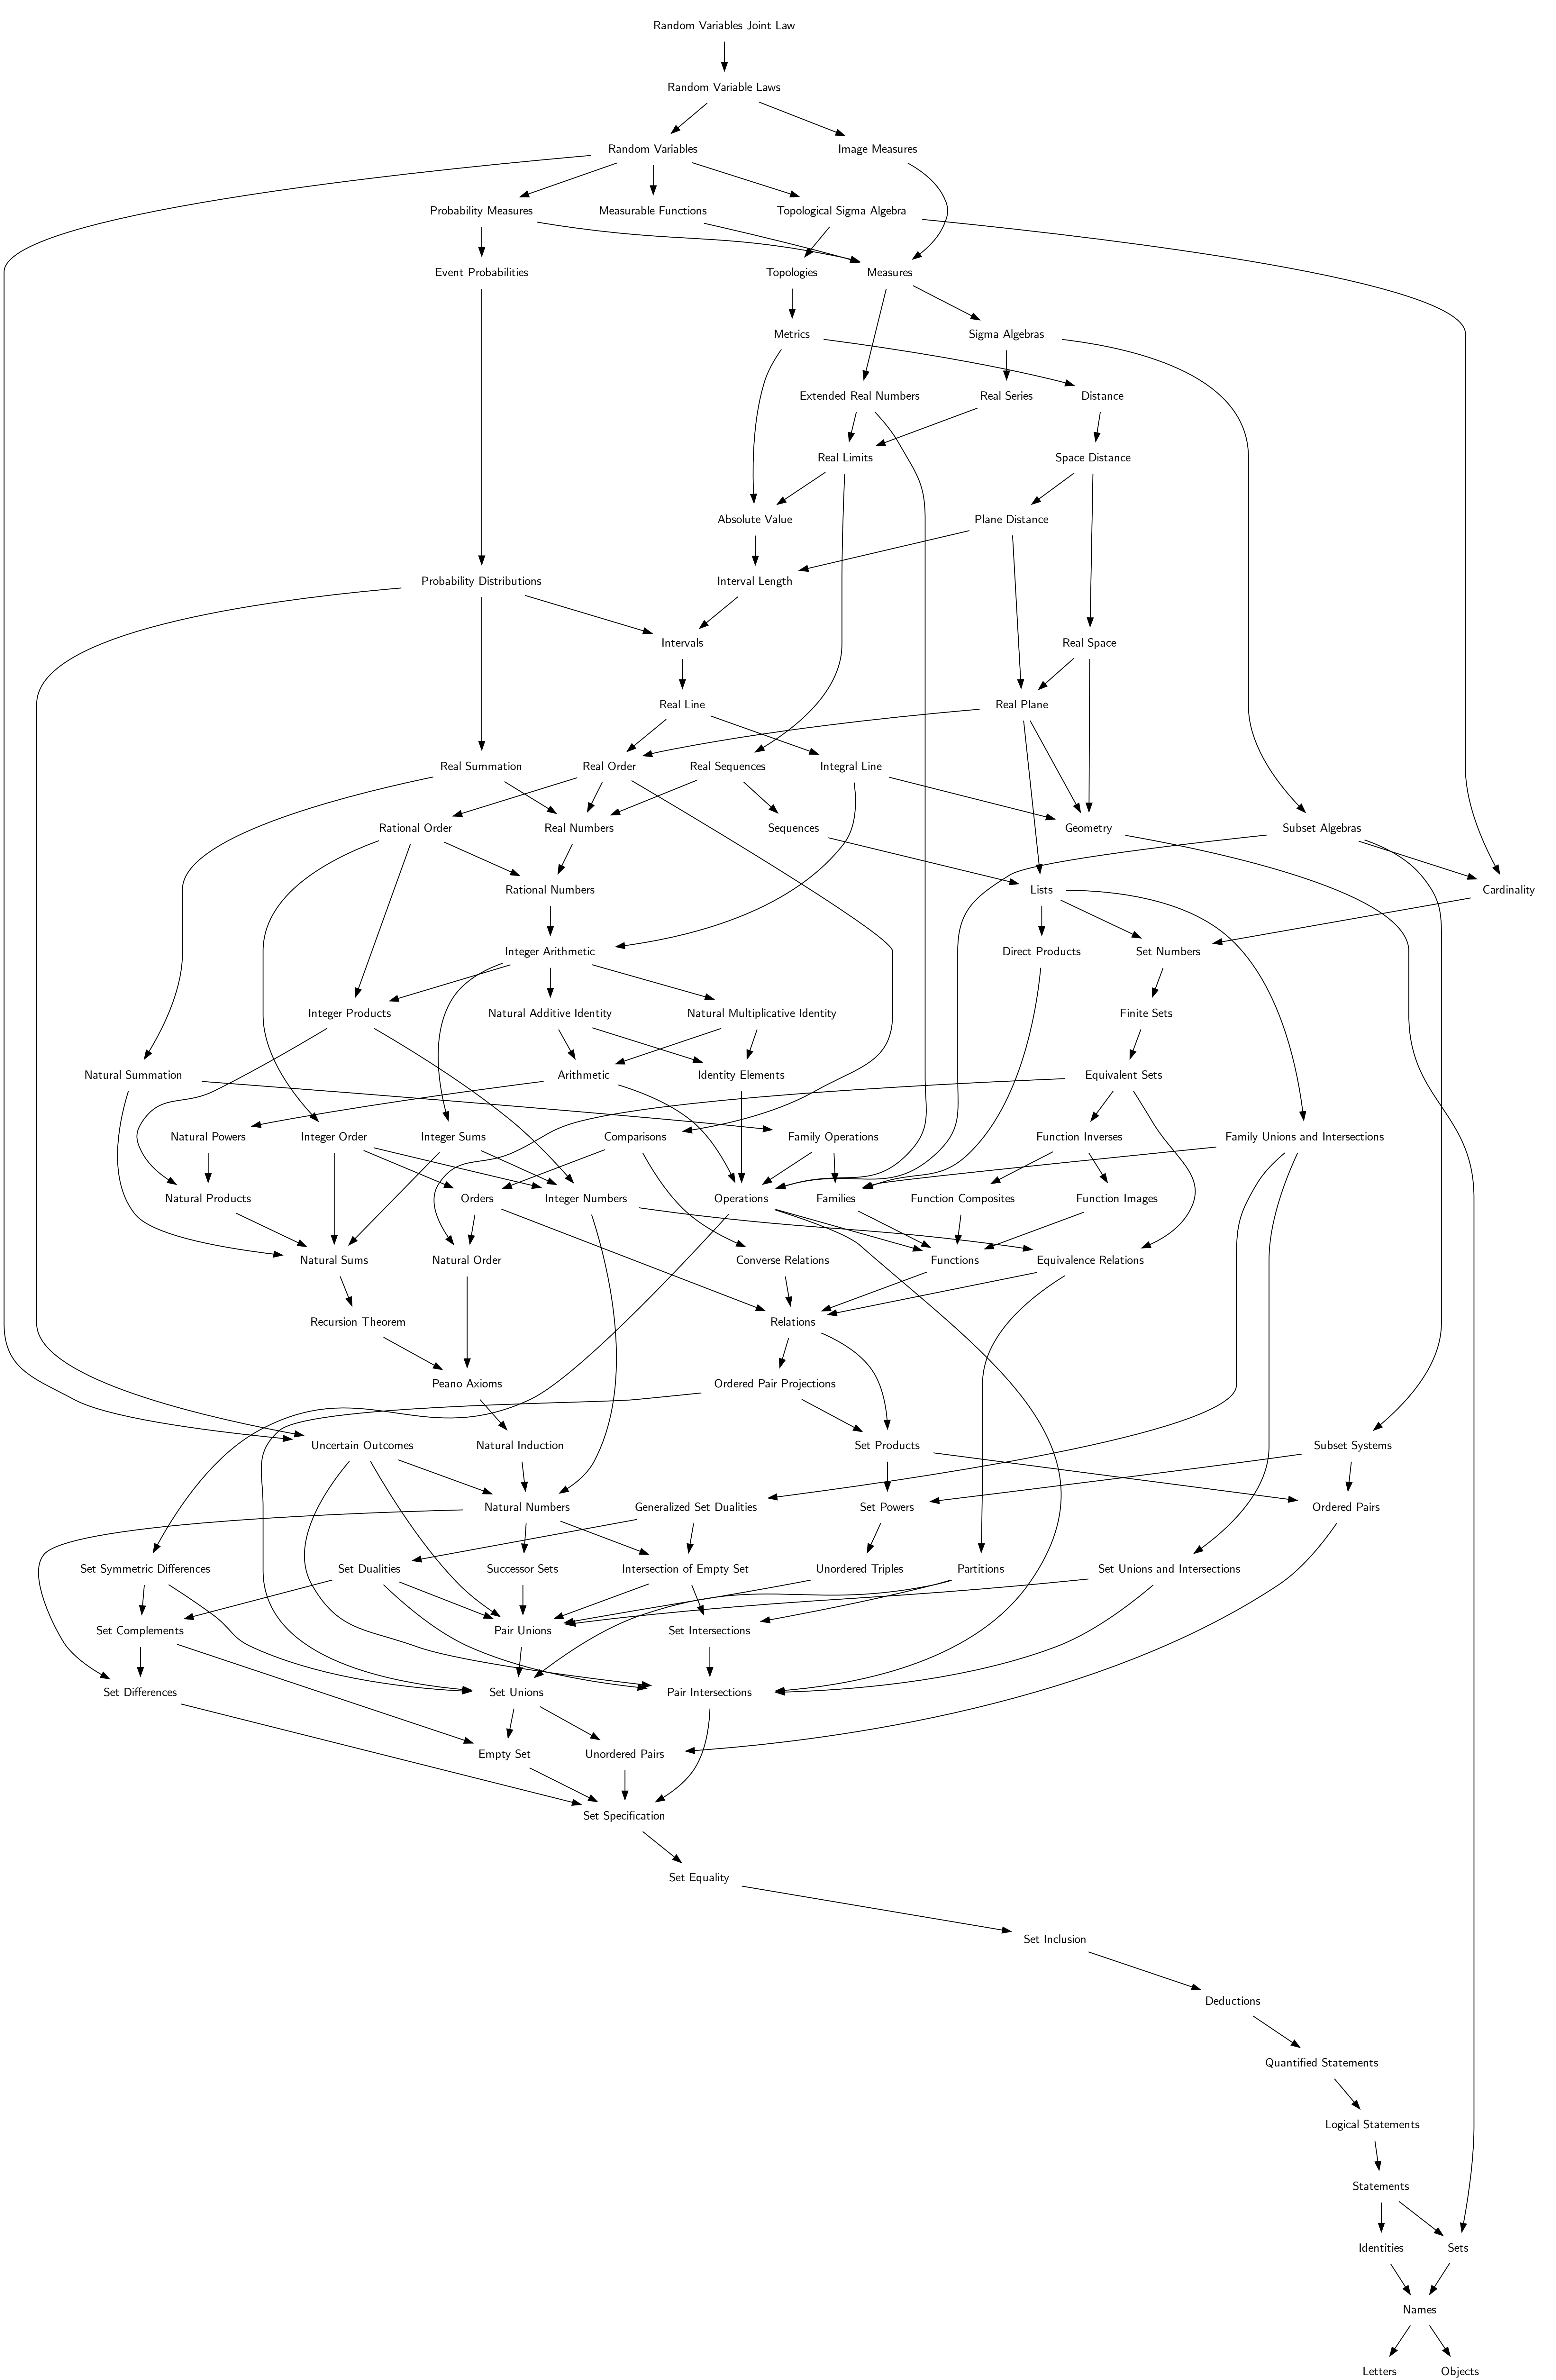 Random Variables Joint Law
Random Variable Laws
Random Variables
Image Measures
Probability Measures
Measurable Functions
Topological Sigma Algebra
Event Probabilities
Topologies
Measures
Metrics
Sigma Algebras
Extended Real Numbers
Real Series
Distance
Real Limits
Space Distance
Absolute Value
Plane Distance
Probability Distributions
Interval Length
Intervals
Real Space
Real Line
Real Plane
Real Summation
Real Order
Real Sequences
Integral Line
Rational Order
Real Numbers
Sequences
Geometry
Subset Algebras
Rational Numbers
Lists
Cardinality
Integer Arithmetic
Direct Products
Set Numbers
Integer Products
Natural Additive Identity
Natural Multiplicative Identity
Finite Sets
Natural Summation
Arithmetic
Identity Elements
Equivalent Sets
Natural Powers
Integer Order
Integer Sums
Comparisons
Family Operations
Function Inverses
Family Unions and Intersections
Natural Products
Orders
Integer Numbers
Operations
Families
Function Composites
Function Images
Natural Sums
Natural Order
Converse Relations
Functions
Equivalence Relations
Recursion Theorem
Relations
Peano Axioms
Ordered Pair Projections
Uncertain Outcomes
Natural Induction
Set Products
Subset Systems
Natural Numbers
Generalized Set Dualities
Set Powers
Ordered Pairs
Set Symmetric Differences
Set Dualities
Successor Sets
Intersection of Empty Set
Unordered Triples
Partitions
Set Unions and Intersections
Set Complements
Pair Unions
Set Intersections
Set Differences
Set Unions
Pair Intersections
Empty Set
Unordered Pairs
Set Specification
Set Equality
Set Inclusion
Deductions
Quantified Statements
Logical Statements
Statements
Identities
Sets
Names
Letters
Objects